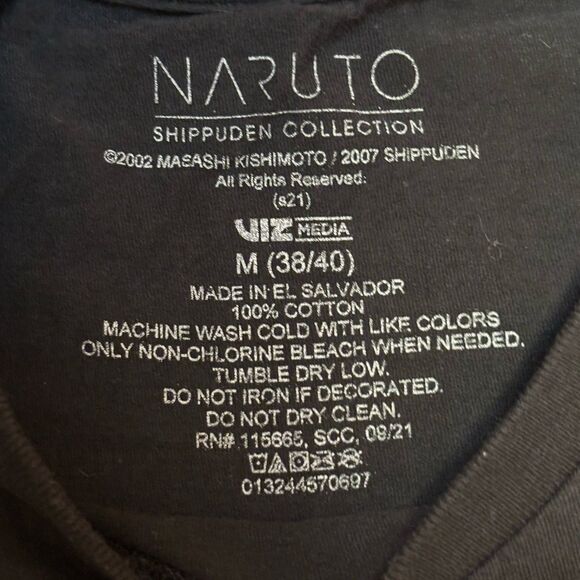 NARUTO
SHIPPUDEN COLLECTION
©2002 MASASHI KISHIMOTO / 2007 SHIPPUDEN
All Rights Reserved.
(s21)
VIZ MEDIA
M (38/40)
MADE IN EL SALVADOR
100% COTTON
MACHINE WASH COLD WITH LIKE COLORS
ONLY NON-CHLORINE BLEACH WHEN NEEDED.
TUMBLE DRY LOW.
DO NOT IRON IF DECORATED.
DO NOT DRY CLEAN.
RN# 115665, SCC, 09/21
013244570697